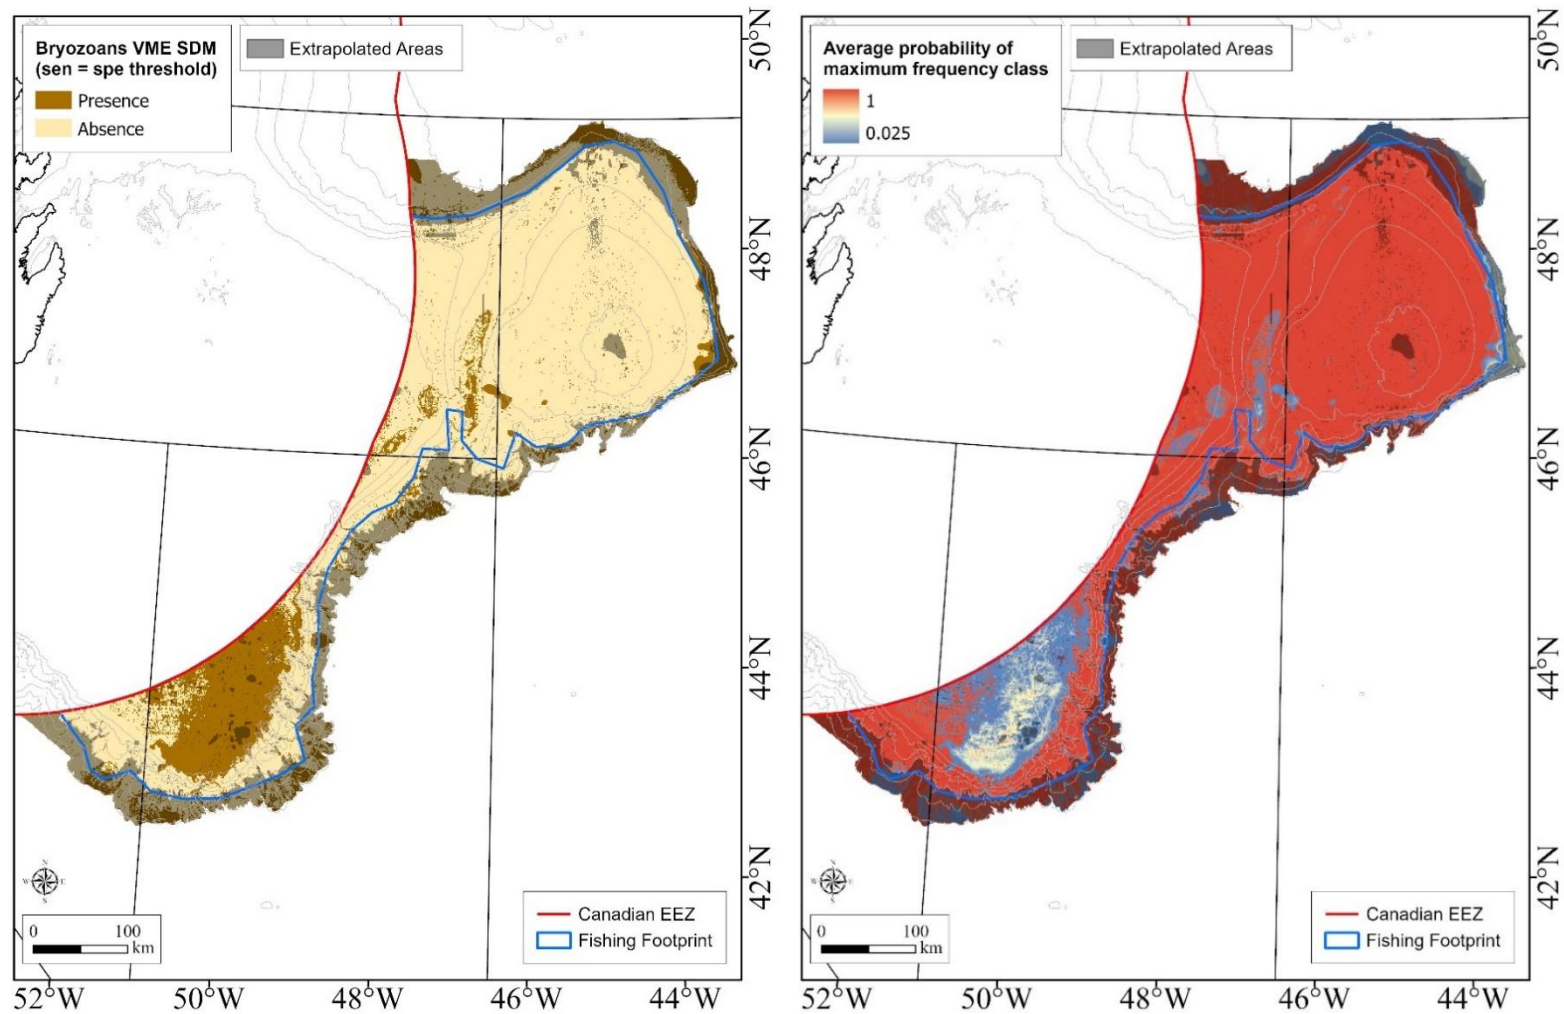 Bryozoans VME SDM
(sen = spe threshold)
Presence
Absence
Extrapolated Areas
N
W
E
S
0 100
km
Canadian EEZ
Fishing Footprint
50°N
48°N
46°N
44°N
42°N
52°W 50°W 48°W 46°W 44°W
Average probability of
maximum frequency class
1
0.025
Extrapolated Areas
N
W
E
S
0 100
km
Canadian EEZ
Fishing Footprint
50°N
48°N
46°N
44°N
42°N
52°W 50°W 48°W 46°W 44°W